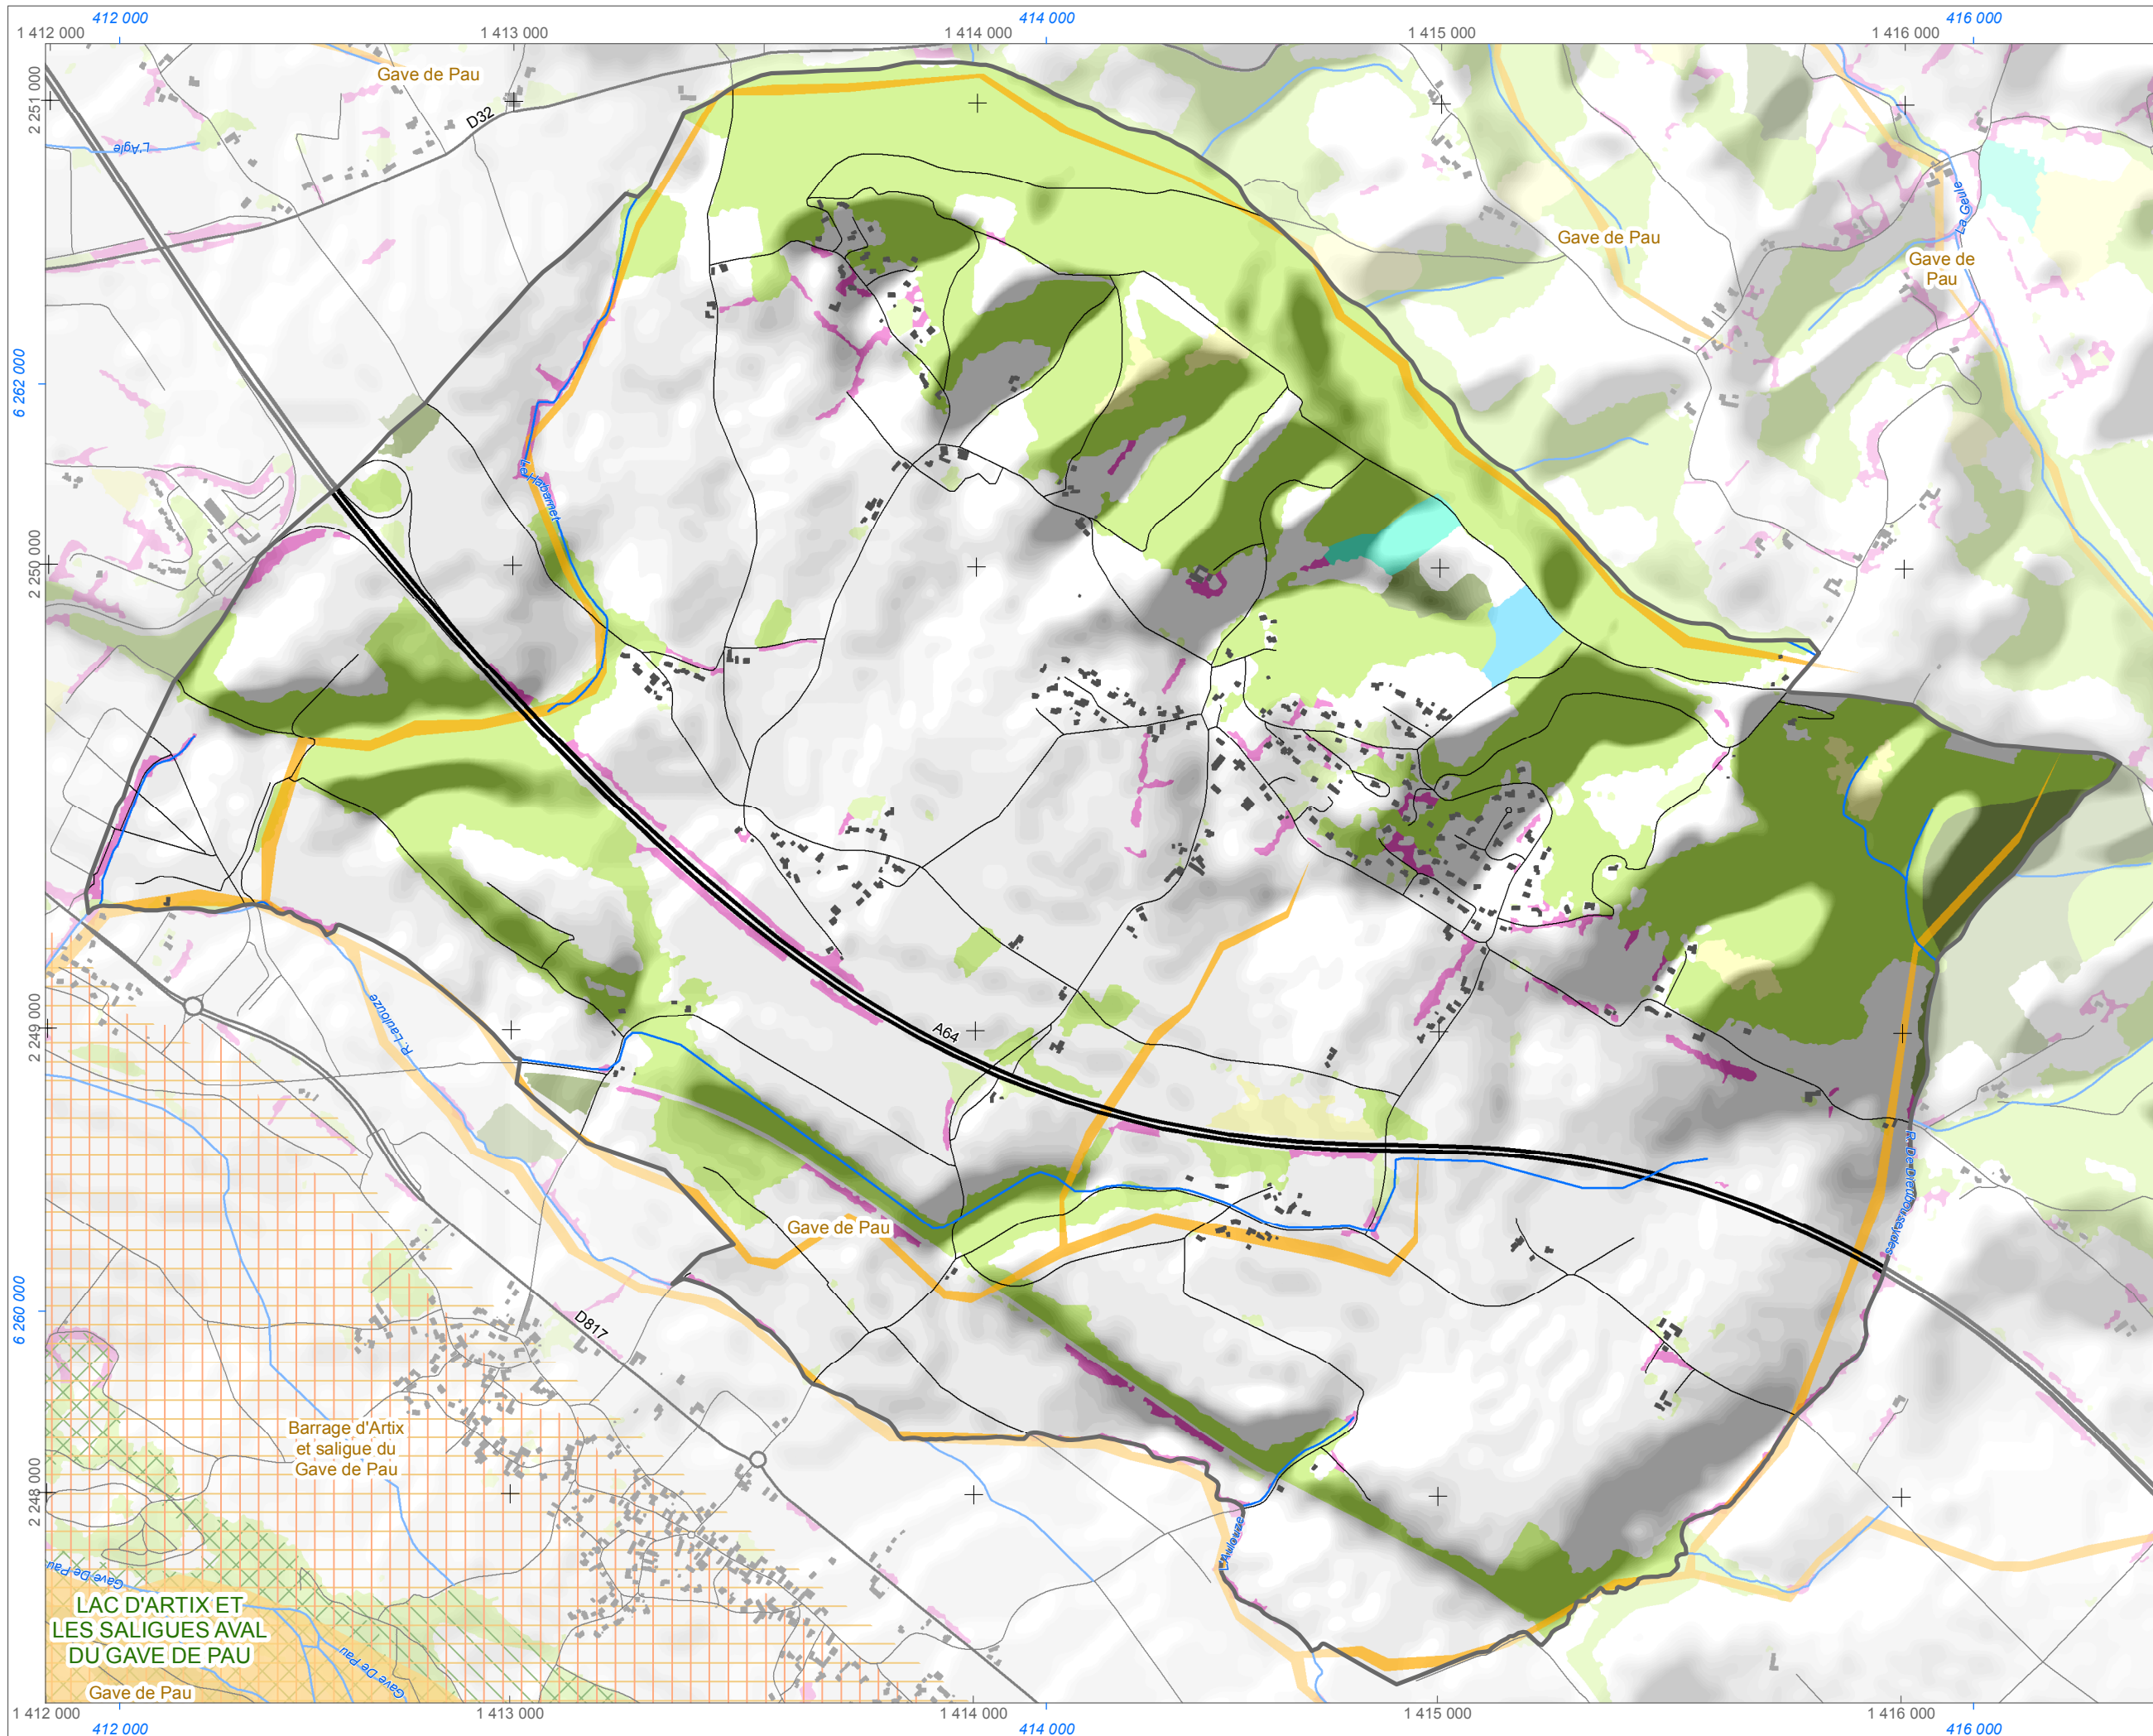 412 000
414 000
416 000
1 412 000
1 413 000
1 414 000
1 415 000
1 416 000
Gave de Pau
2 251 000
D32
L'Agle
La Geüle
Gave de Pau
Gave de
Pau
6 262 000
2 250 000
2 249 000
R. Laulouze
A64
Gave de Pau
6 260 000
D817
Barrage d'Artix
et saligue du
Gave de Pau
2 248 000
L'Aulouze
Gave De Pau
LAC D'ARTIX ET
LES SALIGUES AVAL
DU GAVE DE PAU
Gave De Pau
Gave de Pau
1 412 000
1 413 000
1 414 000
1 415 000
1 416 000
412 000
414 000
416 000